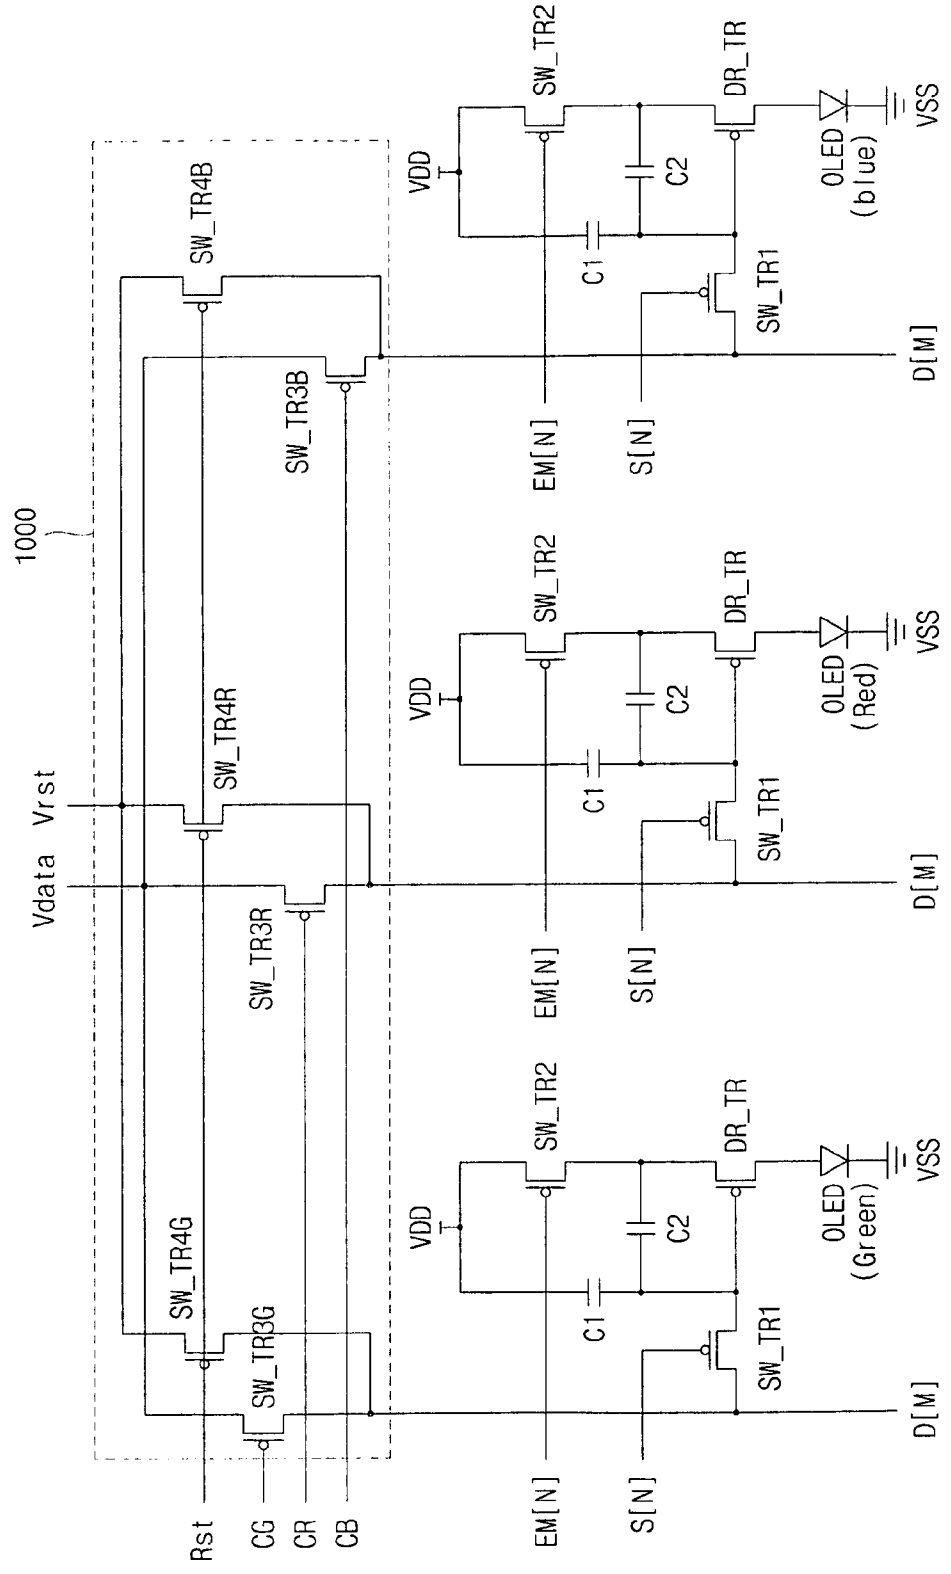 1000
Vdata
Vrst
SW_TR4G
SW_TR4R
SW_TR4B
SW_TR3G
SW_TR3R
SW_TR3B
Rst
CG
CR
CB
VDD
SW_TR2
C1
C2
EM[N]
S[N]
SW_TR1
DR_TR
OLED
(Green)
VSS
D[M]
VDD
SW_TR2
C1
C2
EM[N]
S[N]
SW_TR1
DR_TR
OLED
(Red)
VSS
D[M]
VDD
SW_TR2
C1
C2
EM[N]
S[N]
SW_TR1
DR_TR
OLED
(blue)
VSS
D[M]